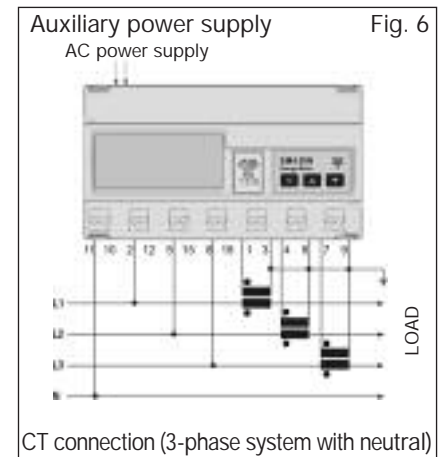 Auxiliary power supply Fig. 6
AC power supply
11 10 2 12 5 15 8 18 1 3 4 6 7 9
L1
L2
L3
N
LOAD
CT connection (3-phase system with neutral)